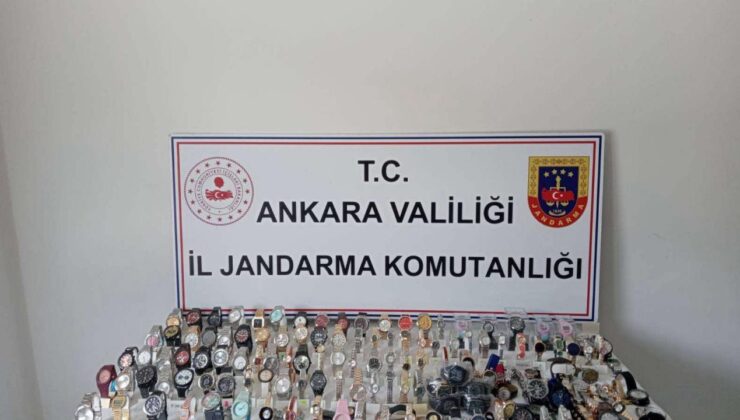 T.C.
ANKARA VALİLİĞİ
İL JANDARMA KOMUTANLIĞI
JANDARMA